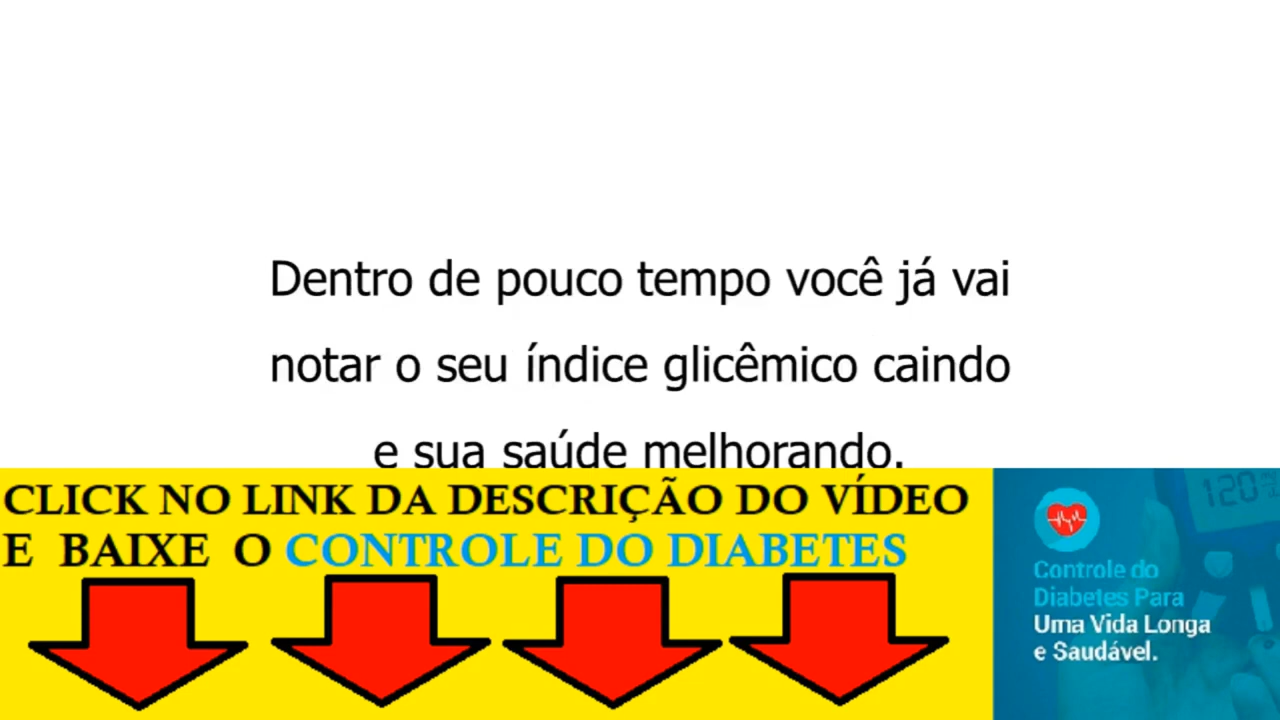 Dentro de pouco tempo você já vai
notar o seu índice glicêmico caindo
e sua saúde melhorando.
CLICK NO LINK DA DESCRIÇÃO DO VÍDEO
E BAIXE O CONTROLE DO DIABETES
120
Controle do
Diabetes Para
Uma Vida Longa
e Saudável.